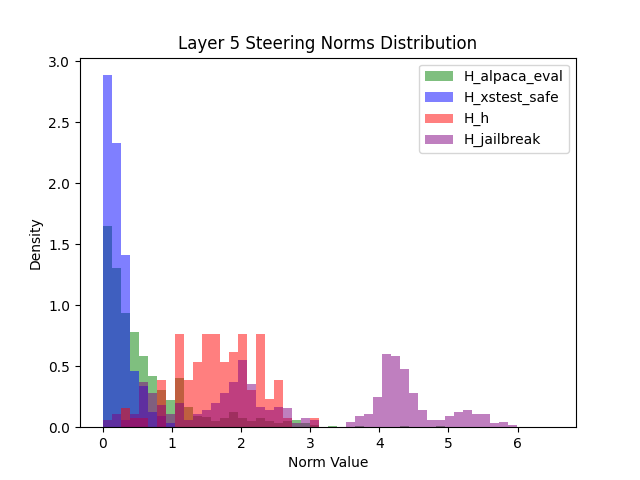 Layer 5 Steering Norms Distribution
H_alpaca_eval
H_xstest_safe
H_h
H_jailbreak
3.0
2.5
2.0
1.5
1.0
0.5
0.0
Density
0 1 2 3 4 5 6
Norm Value